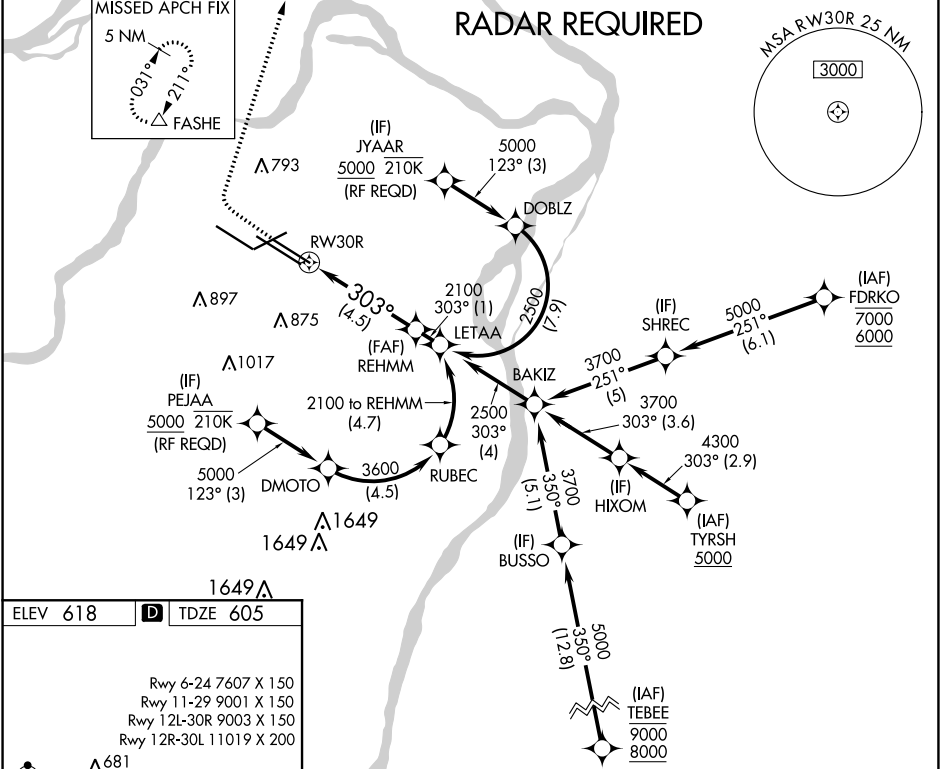 MISSED APCH FIX
5 NM
031°
211°
FASHE
RADAR REQUIRED
MSA RW30R 25 NM
3000
793
(IF)
JYAAR
5000 210K
(RF REQD)
5000
123° (3)
DOBLZ
RW30R
303°
(4.5)
2100
303° (1)
LETAA
2500
(7.9)
(FAF)
REHMM
897
875
1017
(IAF)
FDRKO
7000
6000
5000
251°
(6.1)
(IF)
SHREC
3700
251°
(5)
BAKIZ
(IF)
PEJAA
5000 210K
(RF REQD)
5000
123° (3)
2100 to REHMM
(4.7)
2500
303°
(4)
3700
303° (3.6)
4300
303° (2.9)
DMOTO
3600
(4.5)
RUBEC
(IF)
HIXOM
(IAF)
TYRSH
5000
3700
350°
(5.1)
(IF)
BUSSO
1649
1649
1649
5000
350°
(12.8)
(IAF)
TEBEE
9000
8000
ELEV 618 D TDZE 605
Rwy 6-24 7607 X 150
Rwy 11-29 9001 X 150
Rwy 12L-30R 9003 X 150
Rwy 12R-30L 11019 X 200
681